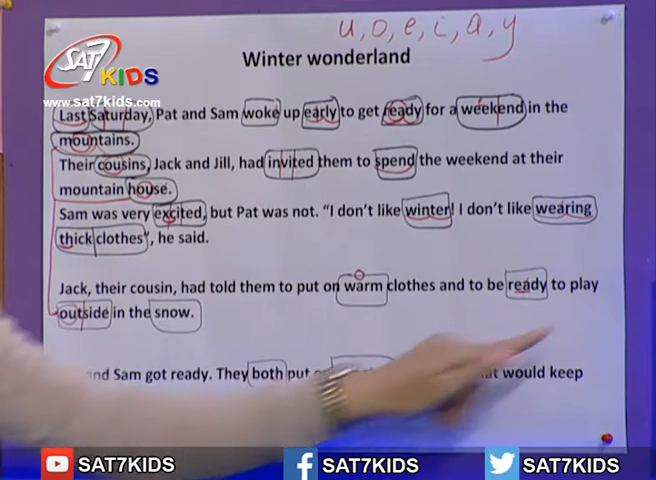 u, o, e, i, a, y
Winter wonderland
SAT7
KIDS
www.sat7kids.com
Last Saturday, Pat and Sam woke up early to get ready for a weekend in the
mountains.
Their cousins, Jack and Jill, had invited them to spend the weekend at their
mountain house.
Sam was very excited, but Pat was not. "I don't like winter! I don't like wearing
thick clothes", he said.
Jack, their cousin, had told them to put on warm clothes and to be ready to play
outside in the snow.
Sam got ready. They both put would keep
SAT7KIDS SAT7KIDS SAT7KIDS